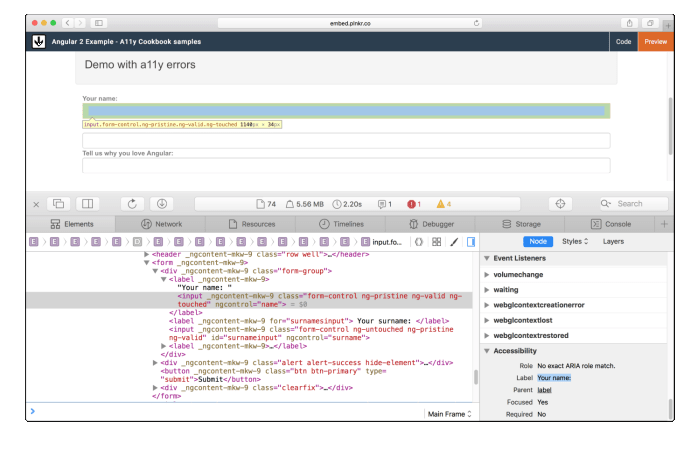 embed.plnkr.co
Angular 2 Example - A11y Cookbook samples
Code
Preview
Demo with a11y errors
Your name:
input.form-control.ng-pristine.ng-valid.ng-touched 1140px × 34px
Tell us why you love Angular:
74
5.56 MB
2.20s
1
1
4
Search
Elements
Network
Resources
Timelines
Debugger
Storage
Console
E E E E E D E E E E E E E E E E input.fo...
Node
Styles
Layers
<header _ngcontent-mkw-9 class="row well">…</header>
<form _ngcontent-mkw-9>
<div _ngcontent-mkw-9 class="form-group">
<label _ngcontent-mkw-9>
"Your name: "
<input _ngcontent-mkw-9 class="form-control ng-pristine ng-valid ng-
touched" ngcontrol="name"> = $0
</label>
<label _ngcontent-mkw-9 for="surnamesinput"> Your surname: </label>
<input _ngcontent-mkw-9 class="form-control ng-untouched ng-pristine
ng-valid" id="surnameinput" ngcontrol="surname">
<label _ngcontent-mkw-9>…</label>
</div>
<div _ngcontent-mkw-9 class="alert alert-success hide-element">…</div>
<button _ngcontent-mkw-9 class="btn btn-primary" type=
"submit">Submit</button>
<div _ngcontent-mkw-9 class="clearfix">…</div>
</form>
Main Frame
Event Listeners
volumechange
waiting
webglcontextcreationerror
webglcontextlost
webglcontextrestored
Accessibility
Role No exact ARIA role match.
Label Your name:
Parent label
Focused Yes
Required No